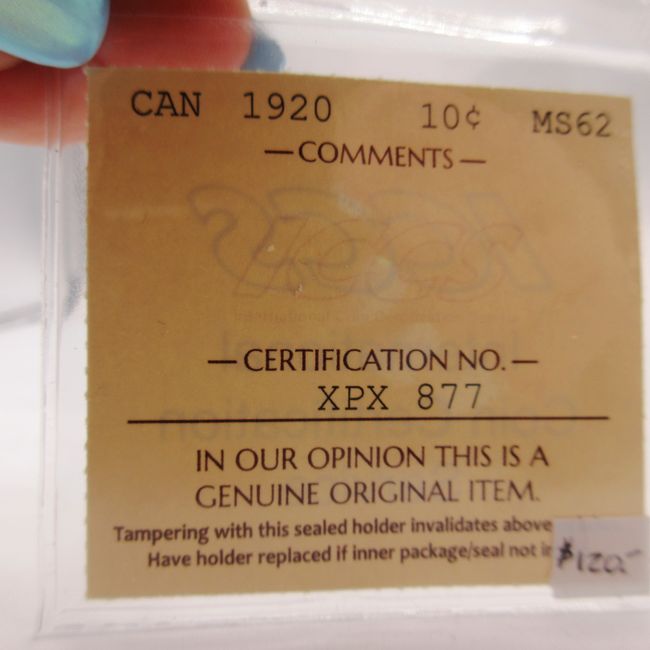 CAN 1920 10¢ MS62
—COMMENTS—
—CERTIFICATION NO.—
XPX 877
IN OUR OPINION THIS IS A
GENUINE ORIGINAL ITEM.
Tampering with this sealed holder invalidates above
Have holder replaced if inner package/seal not
$120.-